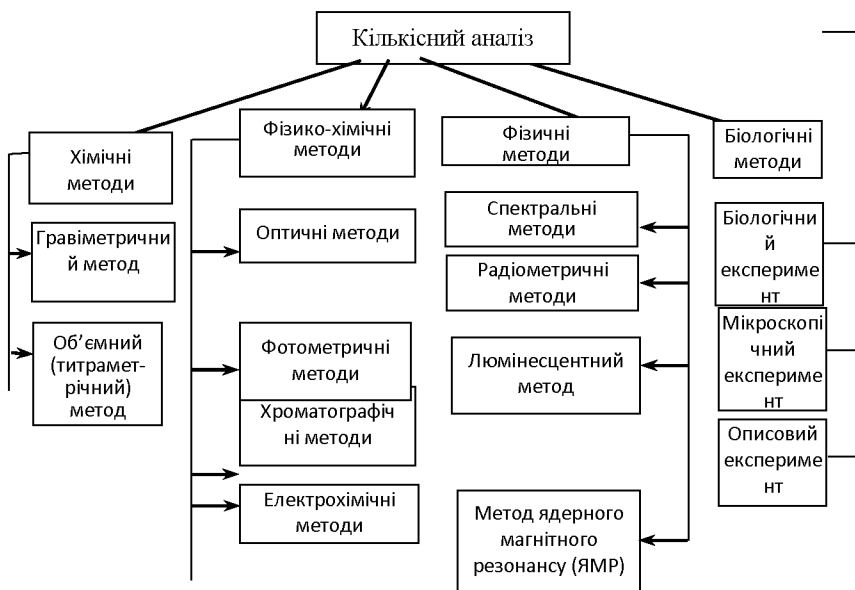 Кількісний аналіз
Хімічні
методи
Гравіметрични
й метод
Об’ємний
(титрамет-
річний)
метод
Фізико-хімічні
методи
Оптичні методи
Фотометричні
методи
Хроматографіч
ні методи
Електрохімічні
методи
Фізичні
методи
Спектральні
методи
Радіометричні
методи
Люмінесцентний
метод
Метод ядерного
магнітного
резонансу (ЯМР)
Біологічні
методи
Біологічни
й
експериме
нт
Мікроскопі
чний
експериме
нт
Описовий
експериме
нт